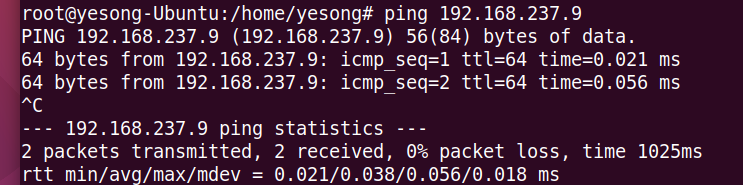 root@yesong-Ubuntu:/home/yesong# ping 192.168.237.9
PING 192.168.237.9 (192.168.237.9) 56(84) bytes of data.
64 bytes from 192.168.237.9: icmp_seq=1 ttl=64 time=0.021 ms
64 bytes from 192.168.237.9: icmp_seq=2 ttl=64 time=0.056 ms
^C
--- 192.168.237.9 ping statistics ---
2 packets transmitted, 2 received, 0% packet loss, time 1025ms
rtt min/avg/max/mdev = 0.021/0.038/0.056/0.018 ms